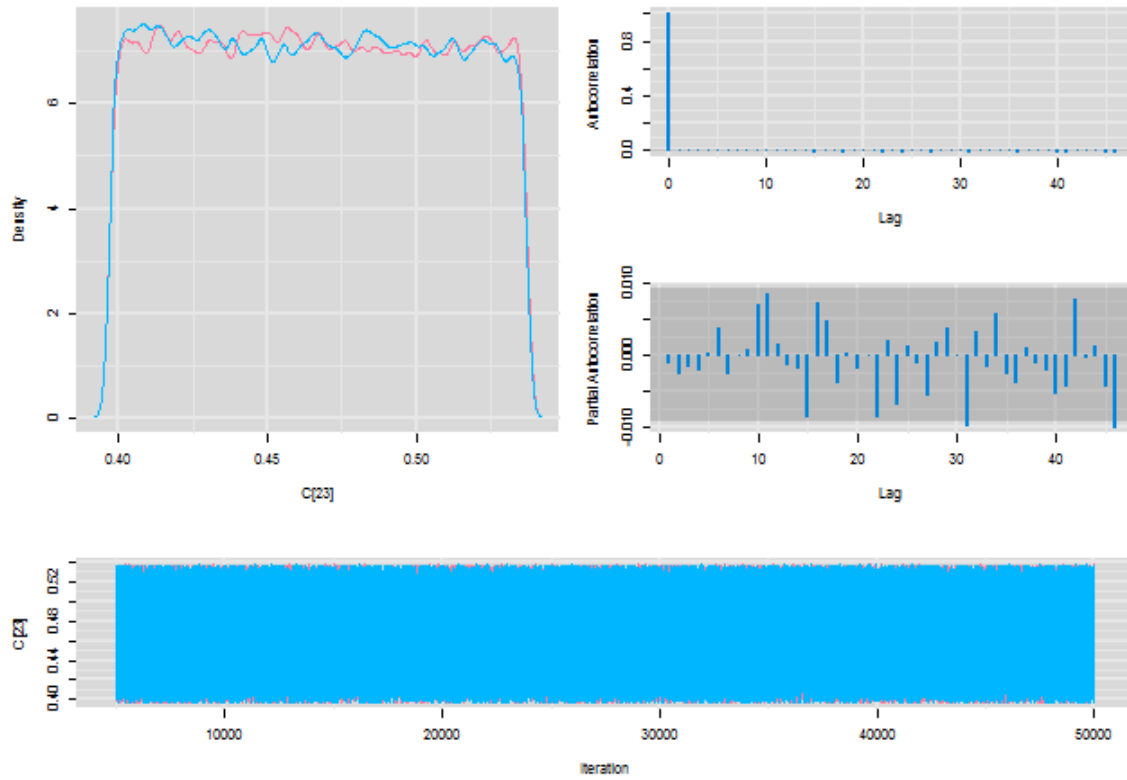 Density
0 2 4 6
0.40 0.45 0.50
C[23]
Autocorrelation
0.0 0.4 0.8
0 10 20 30 40
Lag
Partial Autocorrelation
-0.010 0.000 0.010
0 10 20 30 40
Lag
C[23]
0.40 0.44 0.48 0.52
10000 20000 30000 40000 50000
Iteration